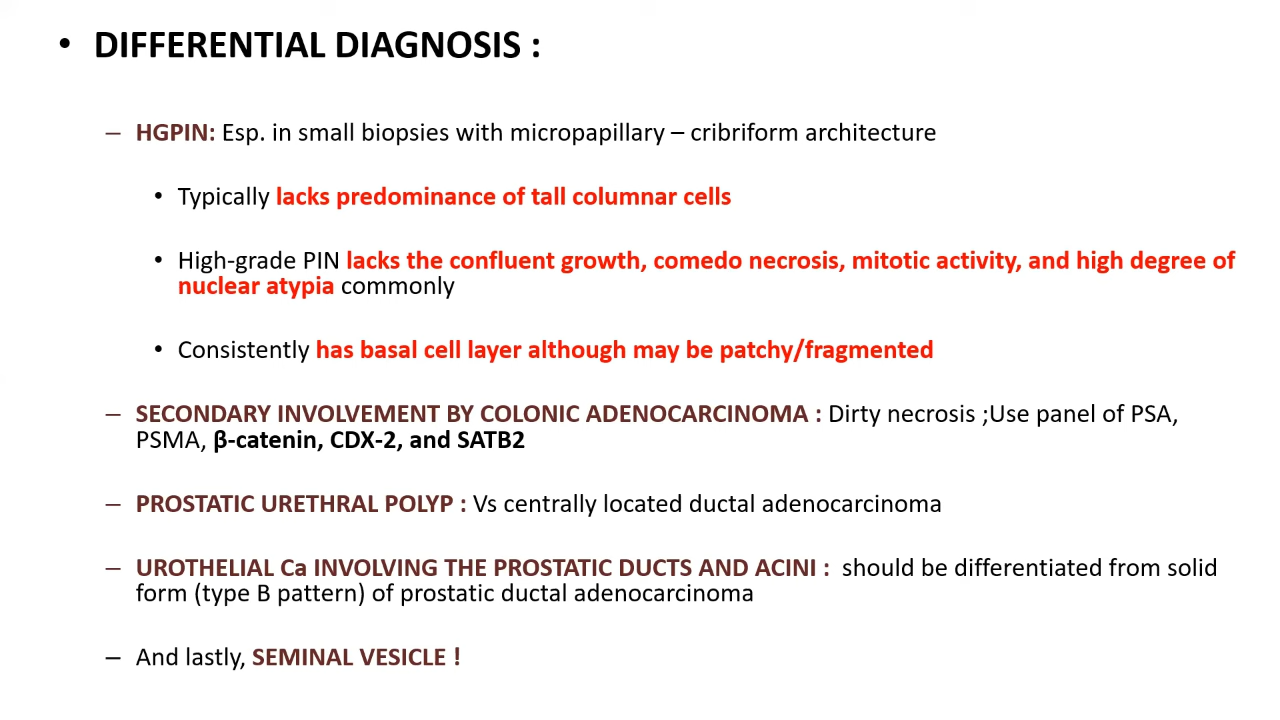 • DIFFERENTIAL DIAGNOSIS :
– HGPIN: Esp. in small biopsies with micropapillary – cribriform architecture
• Typically lacks predominance of tall columnar cells
• High-grade PIN lacks the confluent growth, comedo necrosis, mitotic activity, and high degree of
nuclear atypia commonly
• Consistently has basal cell layer although may be patchy/fragmented
– SECONDARY INVOLVEMENT BY COLONIC ADENOCARCINOMA : Dirty necrosis ;Use panel of PSA,
PSMA, β-catenin, CDX-2, and SATB2
– PROSTATIC URETHRAL POLYP : Vs centrally located ductal adenocarcinoma
– UROTHELIAL Ca INVOLVING THE PROSTATIC DUCTS AND ACINI : should be differentiated from solid
form (type B pattern) of prostatic ductal adenocarcinoma
– And lastly, SEMINAL VESICLE !